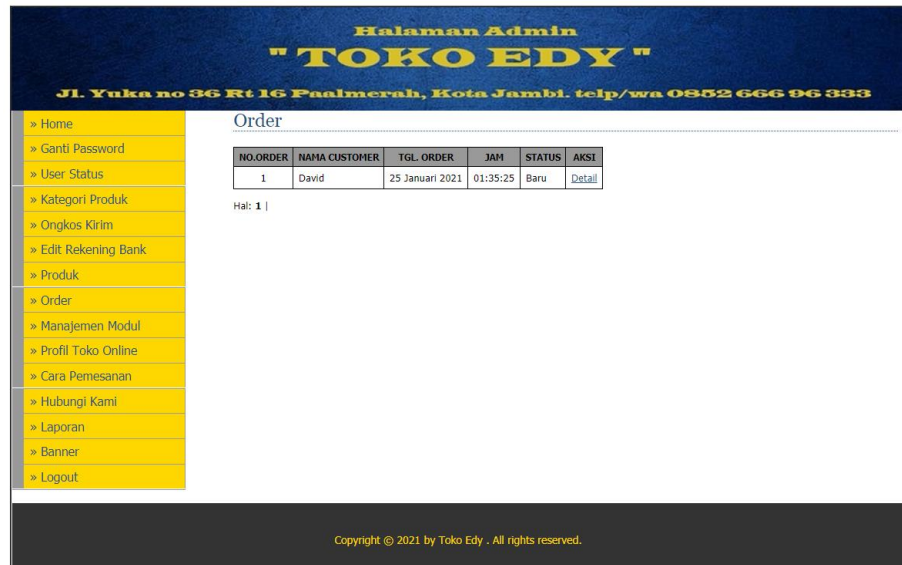 Halaman Admin
" TOKO EDY "
Jl. Yuka no 36 Rt 16 Paalmerah, Kota Jambi. telp/wa 0852 666 96 333
» Home
» Ganti Password
» User Status
» Kategori Produk
» Ongkos Kirim
» Edit Rekening Bank
» Produk
» Order
» Manajemen Modul
» Profil Toko Online
» Cara Pemesanan
» Hubungi Kami
» Laporan
» Banner
» Logout
Order
NO.ORDER NAMA CUSTOMER TGL. ORDER JAM STATUS AKSI
1 David 25 Januari 2021 01:35:25 Baru Detail
Hal: 1 |
Copyright © 2021 by Toko Edy . All rights reserved.